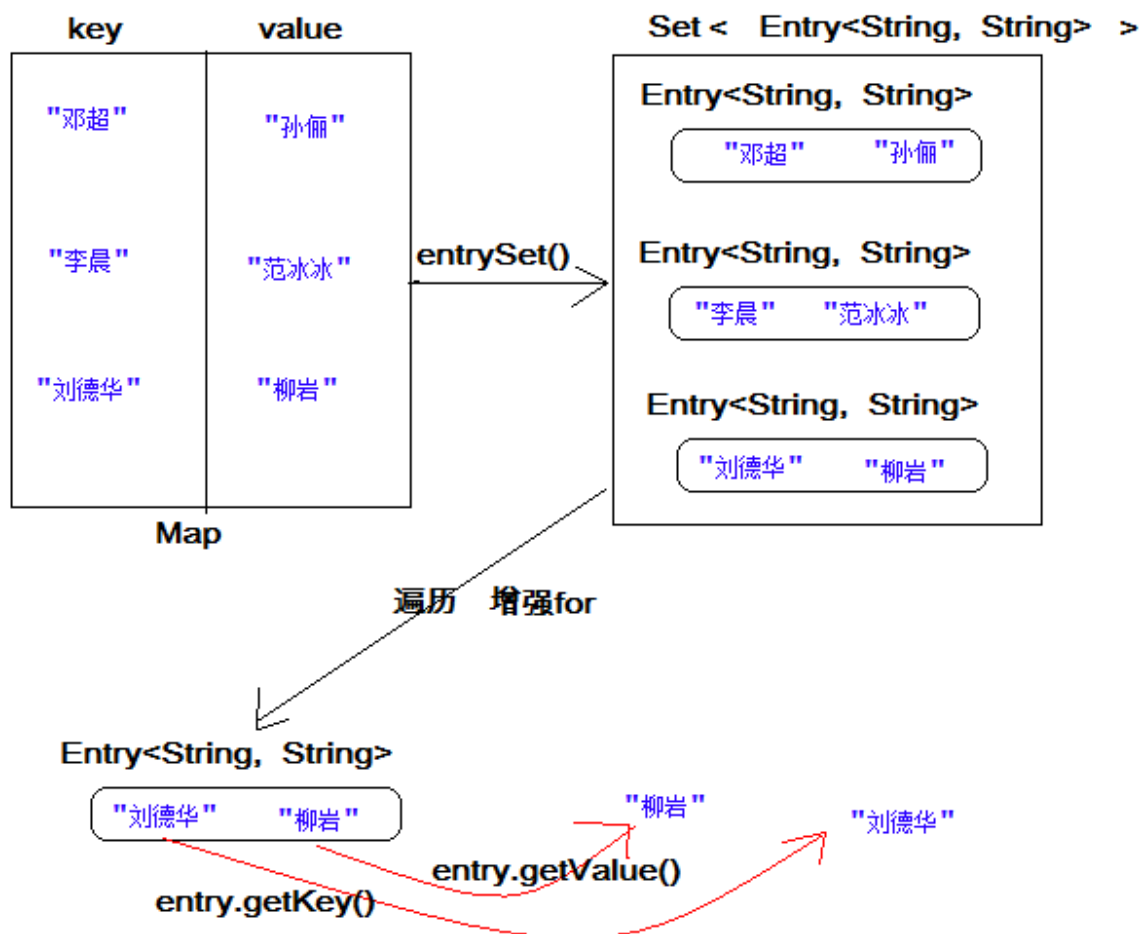 key value
Set < Entry<String, String> >
"邓超" "孙俪"
"李晨" "范冰冰"
"刘德华" "柳岩"
Map
entrySet()
Entry<String, String>
"邓超" "孙俪"
Entry<String, String>
"李晨" "范冰冰"
Entry<String, String>
"刘德华" "柳岩"
遍历 增强for
Entry<String, String>
"刘德华" "柳岩"
"柳岩"
"刘德华"
entry.getValue()
entry.getKey()